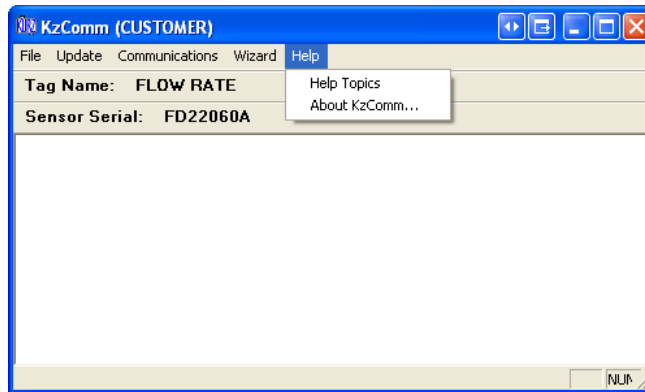 KzComm (CUSTOMER)
File Update Communications Wizard Help
Tag Name: FLOW RATE
Help Topics
Sensor Serial: FD22060A
About KzComm...
NUM